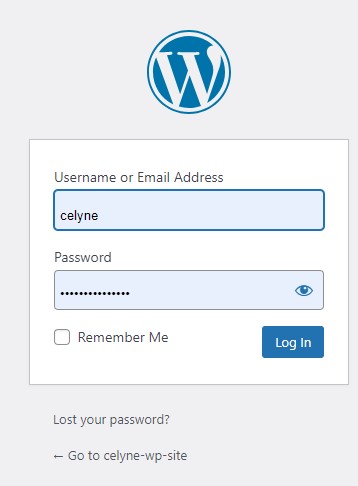 Username or Email Address
celyne
Password
•••••••••••••••
Remember Me
Log In
Lost your password?
← Go to celyne-wp-site